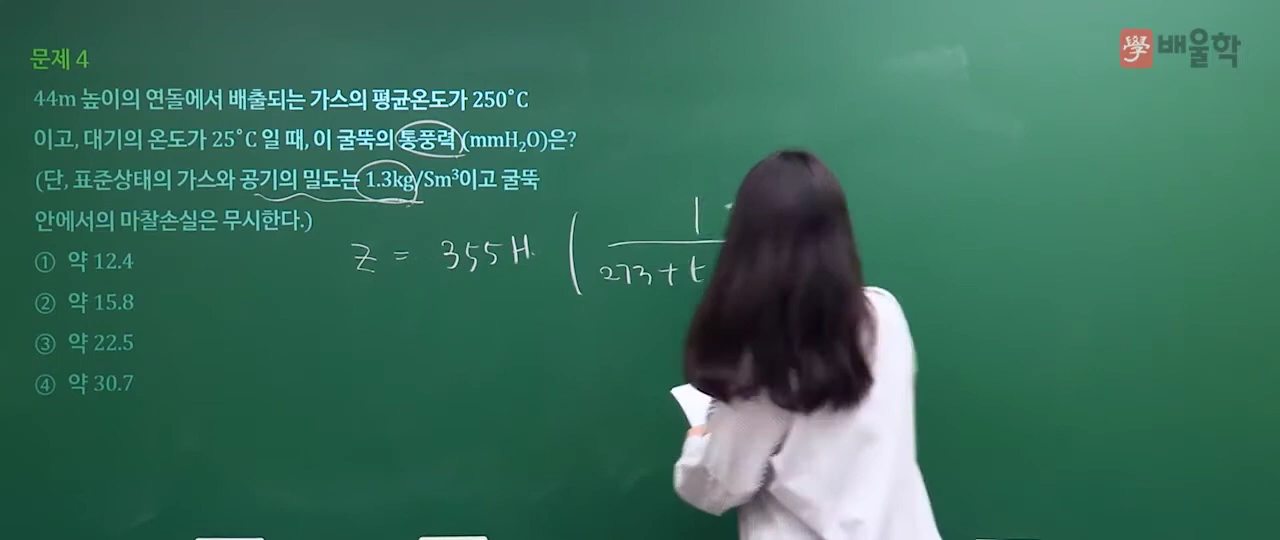 學 배울학
문제 4
44m 높이의 연돌에서 배출되는 가스의 평균온도가 250°C
이고, 대기의 온도가 25°C 일 때, 이 굴뚝의 통풍력 (mmH₂O)은?
(단, 표준상태의 가스와 공기의 밀도는 1.3kg/Sm³이고 굴뚝
안에서의 마찰손실은 무시한다.)
① 약 12.4
② 약 15.8
③ 약 22.5
④ 약 30.7
Z = 355H (
1
273+t